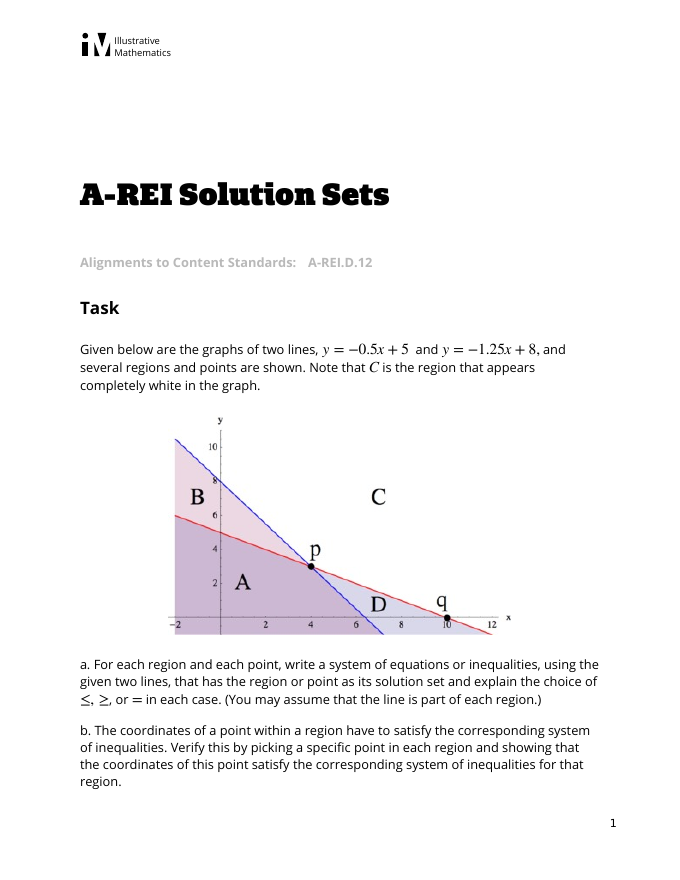 Illustrative
Mathematics
A-REI Solution Sets
Alignments to Content Standards: A-REI.D.12
Task
Given below are the graphs of two lines, y = −0.5x + 5 and y = −1.25x + 8, and
several regions and points are shown. Note that C is the region that appears
completely white in the graph.
y
10
8
B
C
6
4
p
2
A
D
q
−2
2
4
6
8
10
12
x
a. For each region and each point, write a system of equations or inequalities, using the
given two lines, that has the region or point as its solution set and explain the choice of
≤, ≥, or = in each case. (You may assume that the line is part of each region.)
b. The coordinates of a point within a region have to satisfy the corresponding system
of inequalities. Verify this by picking a specific point in each region and showing that
the coordinates of this point satisfy the corresponding system of inequalities for that
region.
1